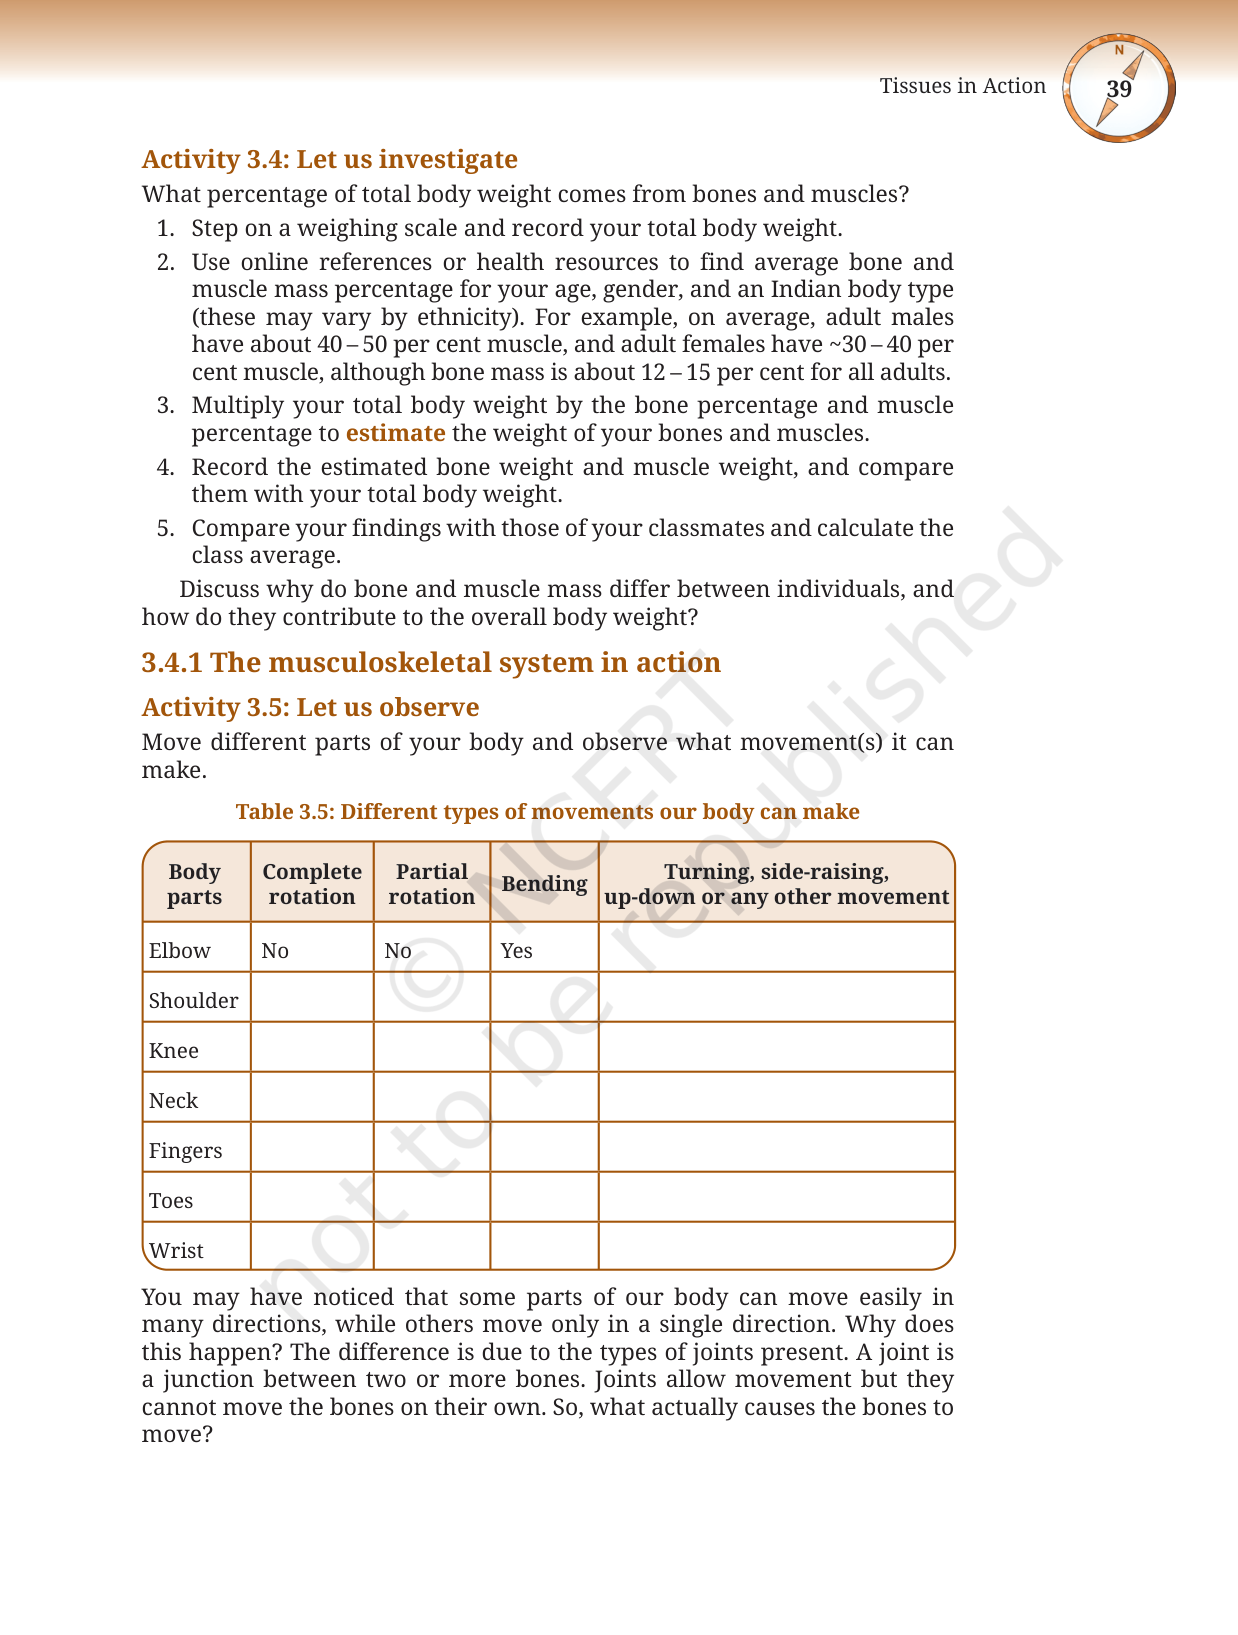 Tissues in Action
N
39
Activity 3.4: Let us investigate
What percentage of total body weight comes from bones and muscles?
1. Step on a weighing scale and record your total body weight.
2. Use online references or health resources to find average bone and
muscle mass percentage for your age, gender, and an Indian body type
(these may vary by ethnicity). For example, on average, adult males
have about 40 – 50 per cent muscle, and adult females have ~30 – 40 per
cent muscle, although bone mass is about 12 – 15 per cent for all adults.
3. Multiply your total body weight by the bone percentage and muscle
percentage to estimate the weight of your bones and muscles.
4. Record the estimated bone weight and muscle weight, and compare
them with your total body weight.
5. Compare your findings with those of your classmates and calculate the
class average.
Discuss why do bone and muscle mass differ between individuals, and
how do they contribute to the overall body weight?
3.4.1 The musculoskeletal system in action
Activity 3.5: Let us observe
Move different parts of your body and observe what movement(s) it can
make.
Table 3.5: Different types of movements our body can make
Body parts | Complete rotation | Partial rotation | Bending | Turning, side-raising, up-down or any other movement
Elbow No No Yes
Shoulder
Knee
Neck
Fingers
Toes
Wrist
You may have noticed that some parts of our body can move easily in
many directions, while others move only in a single direction. Why does
this happen? The difference is due to the types of joints present. A joint is
a junction between two or more bones. Joints allow movement but they
cannot move the bones on their own. So, what actually causes the bones to
move?
© NCERT
not to be republished